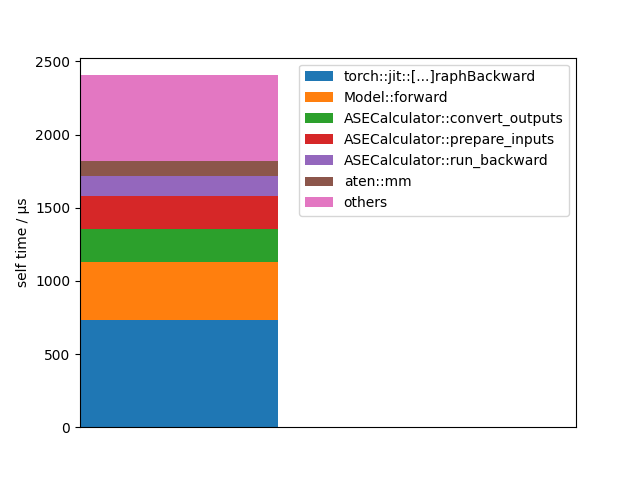 2500
2000
1500
1000
500
0
self time / µs
torch::jit::[...]raphBackward
Model::forward
ASECalculator::convert_outputs
ASECalculator::prepare_inputs
ASECalculator::run_backward
aten::mm
others